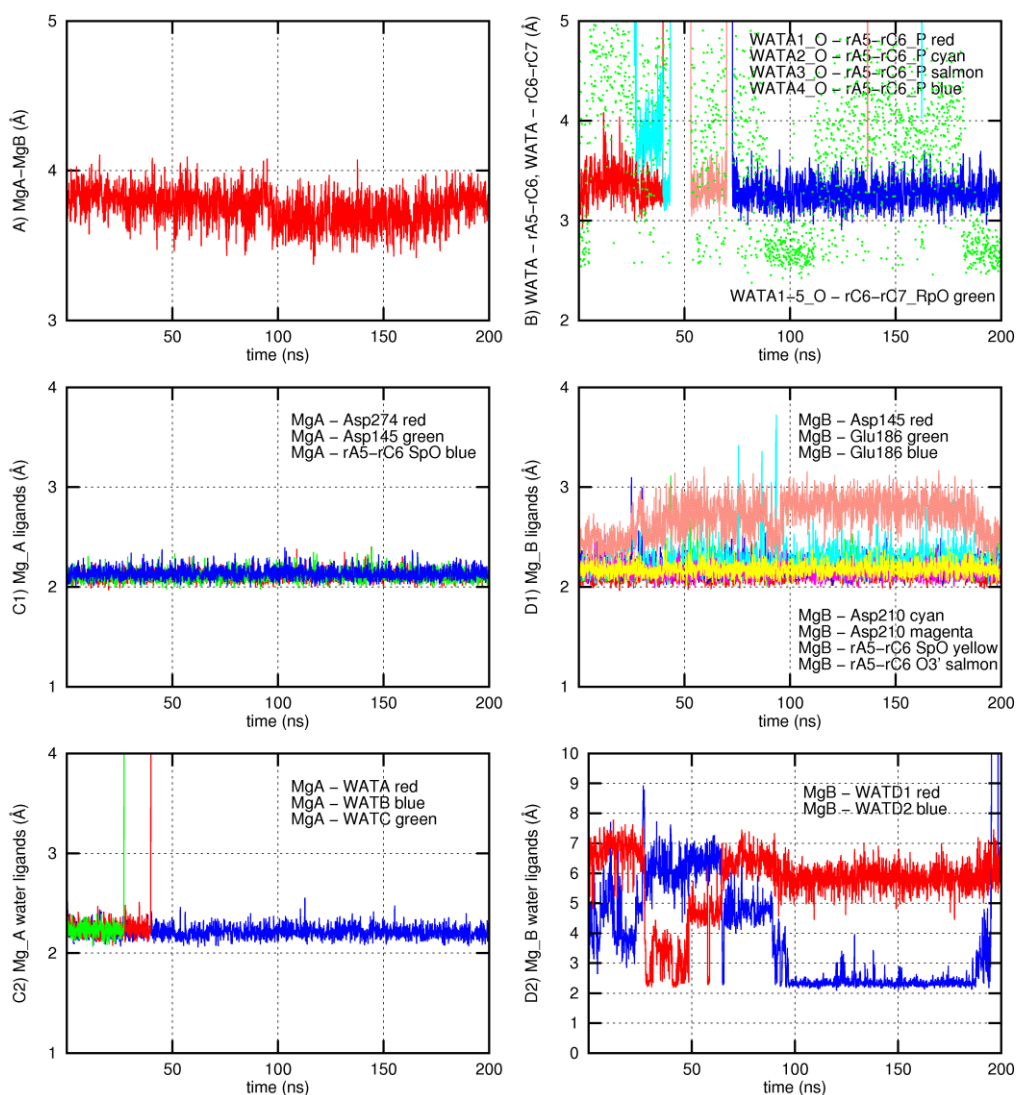 5
4
3
A) MgA−MgB (Å)
50
100
150
200
time (ns)
5
4
3
2
B) WATA − rA5−rC6, WATA − rC6−rC7 (Å)
WATA1_O − rA5−rC6_P red
WATA2_O − rA5−rC6_P cyan
WATA3_O − rA5−rC6_P salmon
WATA4_O − rA5−rC6_P blue
WATA1−5_O − rC6−rC7_RpO green
50
100
150
200
time (ns)
4
3
2
1
C1) Mg_A ligands (Å)
MgA − Asp274 red
MgA − Asp145 green
MgA − rA5−rC6 SpO blue
50
100
150
200
time (ns)
4
3
2
1
D1) Mg_B ligands (Å)
MgB − Asp145 red
MgB − Glu186 green
MgB − Glu186 blue
MgB − Asp210 cyan
MgB − Asp210 magenta
MgB − rA5−rC6 SpO yellow
MgB − rA5−rC6 O3' salmon
50
100
150
200
time (ns)
4
3
2
1
C2) Mg_A water ligands (Å)
MgA − WATA red
MgA − WATB blue
MgA − WATC green
50
100
150
200
time (ns)
10
9
8
7
6
5
4
3
2
1
0
D2) Mg_B water ligands (Å)
MgB − WATD1 red
MgB − WATD2 blue
50
100
150
200
time (ns)